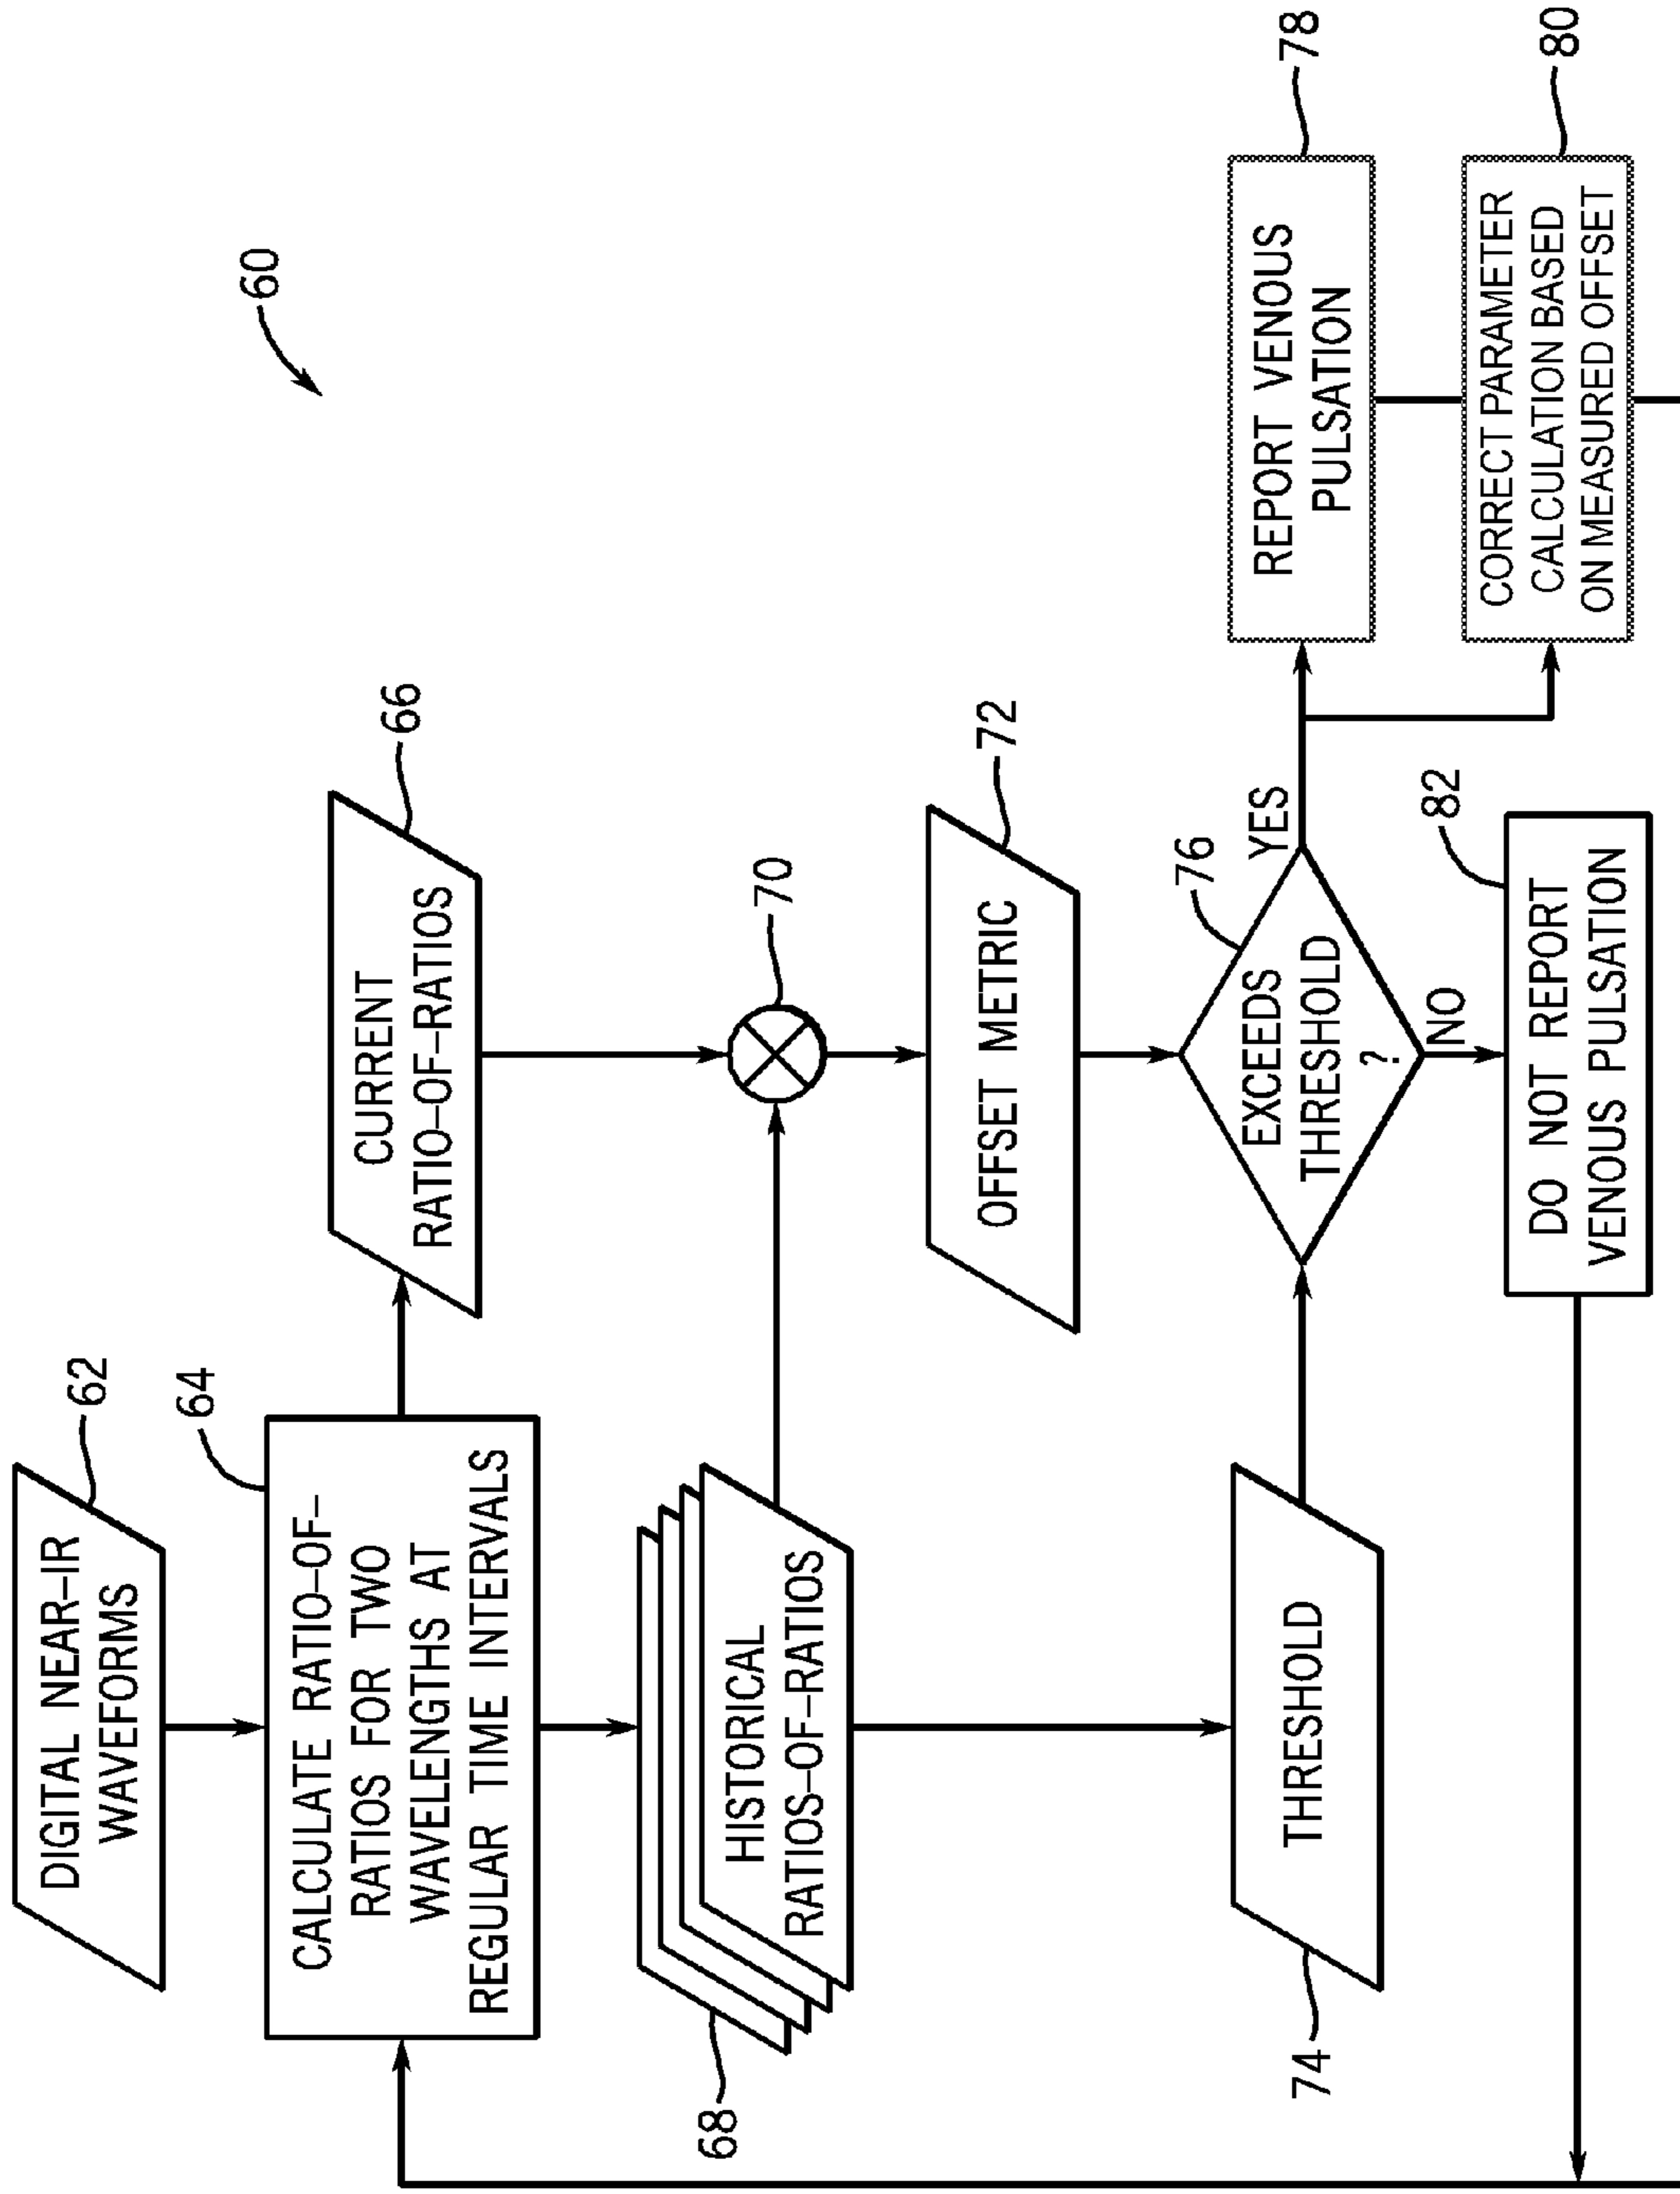 60
DIGITAL NEAR-IR
WAVEFORMS
62
CALCULATE RATIO-OF-
RATIOS FOR TWO
WAVELENGTHS AT
REGULAR TIME INTERVALS
64
CURRENT
RATIO-OF-RATIOS
66
HISTORICAL
RATIOS-OF-RATIOS
68
70
OFFSET METRIC
72
THRESHOLD
74
EXCEEDS
THRESHOLD
?
76
YES
NO
REPORT VENOUS
PULSATION
78
CORRECT PARAMETER
CALCULATION BASED
ON MEASURED OFFSET
80
DO NOT REPORT
VENOUS PULSATION
82